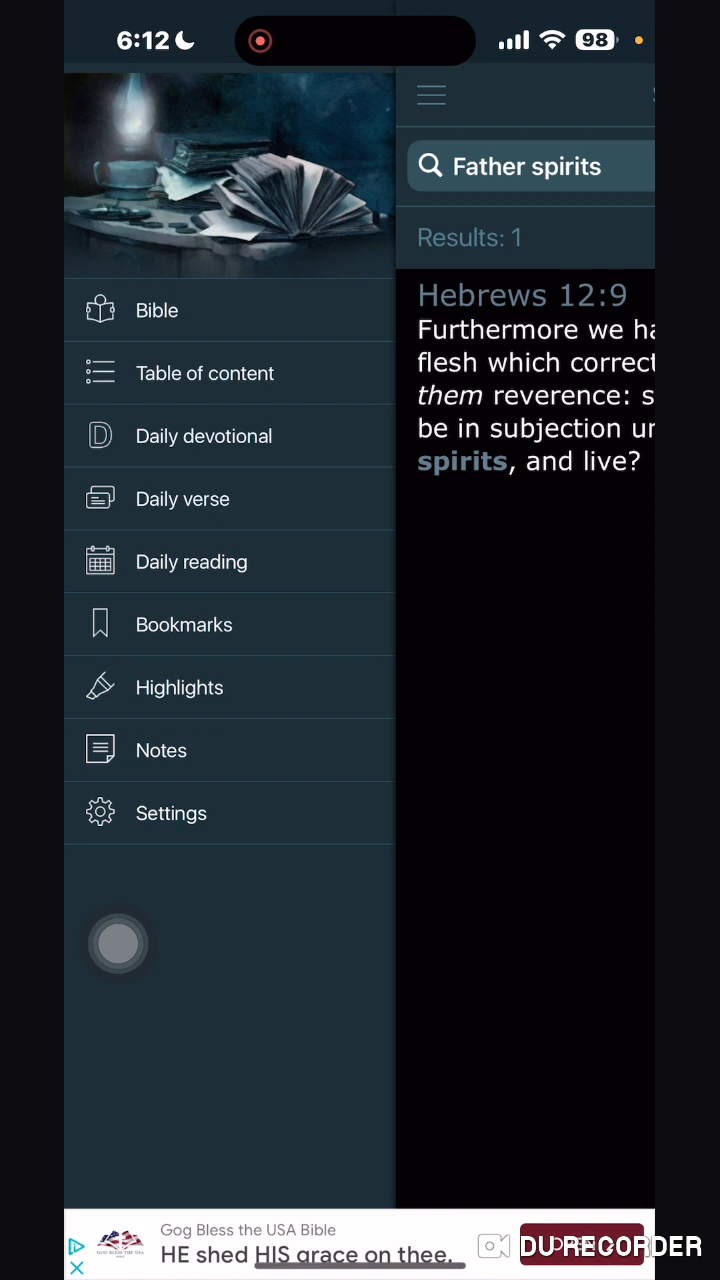 6:12
98
Father spirits
Results: 1
Hebrews 12:9
Furthermore we ha
flesh which correct
them reverence: s
be in subjection un
spirits, and live?
Bible
Table of content
Daily devotional
Daily verse
Daily reading
Bookmarks
Highlights
Notes
Settings
Gog Bless the USA Bible
HE shed HIS grace on thee.
DU RECORDER